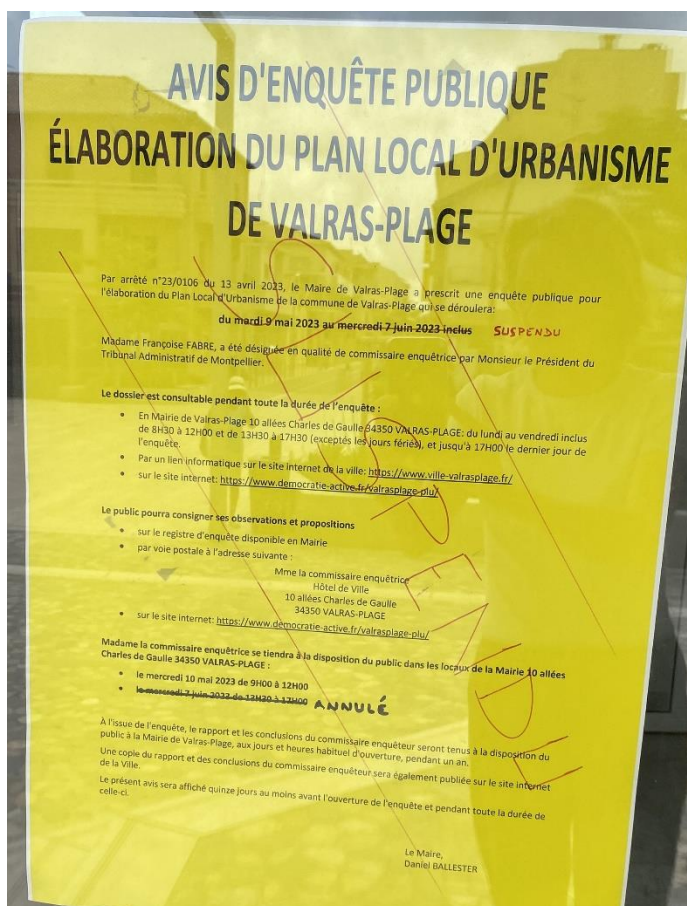 AVIS D'ENQUÊTE PUBLIQUE
ÉLABORATION DU PLAN LOCAL D'URBANISME
DE VALRAS-PLAGE
Par arrêté n°23/0106 du 13 avril 2023, le Maire de Valras-Plage a prescrit une enquête publique pour
l'élaboration du Plan Local d'Urbanisme de la commune de Valras-Plage qui se déroulera:
du mardi 9 mai 2023 au mercredi 7 juin 2023 inclus SUSPENDU
Madame Françoise FABRE, a été désignée en qualité de commissaire enquêtrice par Monsieur le Président du
Tribunal Administratif de Montpellier.
Le dossier est consultable pendant toute la durée de l'enquête :
• En Mairie de Valras-Plage 10 allées Charles de Gaulle 34350 VALRAS-PLAGE: du lundi au vendredi inclus
de 8H30 à 12H00 et de 13H30 à 17H30 (exceptés les jours fériés), et jusqu'à 17H00 le dernier jour de
l'enquête.
• Par un lien informatique sur le site internet de la ville: https://www.ville-valrasplage.fr/
• sur le site internet: https://www.democratie-active.fr/valrasplage-plu/
Le public pourra consigner ses observations et propositions
• sur le registre d'enquête disponible en Mairie
• par voie postale à l'adresse suivante :
Mme la commissaire enquêtrice
Hôtel de Ville
10 allées Charles de Gaulle
34350 VALRAS-PLAGE
• sur le site internet: https://www.democratie-active.fr/valrasplage-plu/
Madame la commissaire enquêtrice se tiendra à la disposition du public dans les locaux de la Mairie 10 allées
Charles de Gaulle 34350 VALRAS-PLAGE :
• le mercredi 10 mai 2023 de 9H00 à 12H00
• le mercredi 7 juin 2023 de 13H30 à 17H00 ANNULÉ
À l'issue de l'enquête, le rapport et les conclusions du commissaire enquêteur seront tenus à la disposition du
public à la Mairie de Valras-Plage, aux jours et heures habituel d'ouverture, pendant un an.
Une copie du rapport et des conclusions du commissaire enquêteur sera également publiée sur le site internet
de la Ville.
Le présent avis sera affiché quinze jours au moins avant l'ouverture de l'enquête et pendant toute la durée de
celle-ci.
Le Maire,
Daniel BALLESTER
SUSPENDU